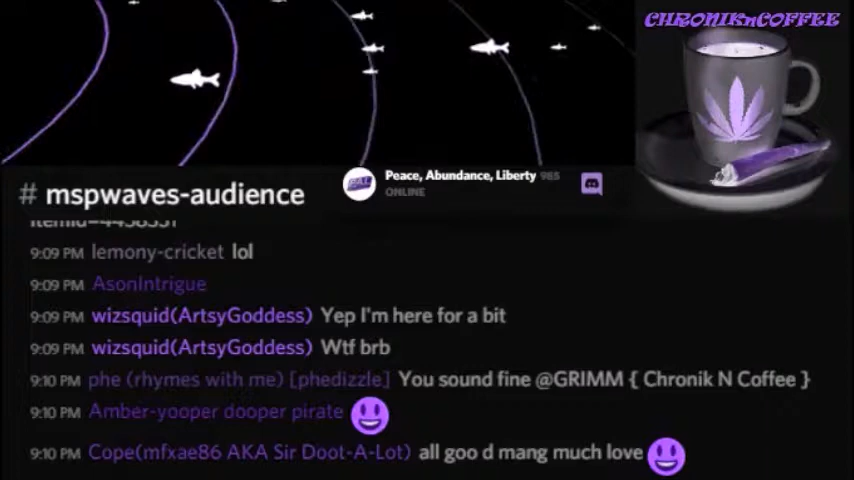 CHRONIKnCOFFEE
Peace, Abundance, Liberty 985
ONLINE
# mspwaves-audience
9:09 PM lemony-cricket lol
9:09 PM AsonIntrigue
9:09 PM wizsquid(ArtsyGoddess) Yep I'm here for a bit
9:09 PM wizsquid(ArtsyGoddess) Wtf brb
9:10 PM phe (rhymes with me) [phedizzle] You sound fine @GRIMM { Chronik N Coffee }
9:10 PM Amber-yooper dooper pirate
9:10 PM Cope(mfxae86 AKA Sir Doot-A-Lot) all goo d mang much love